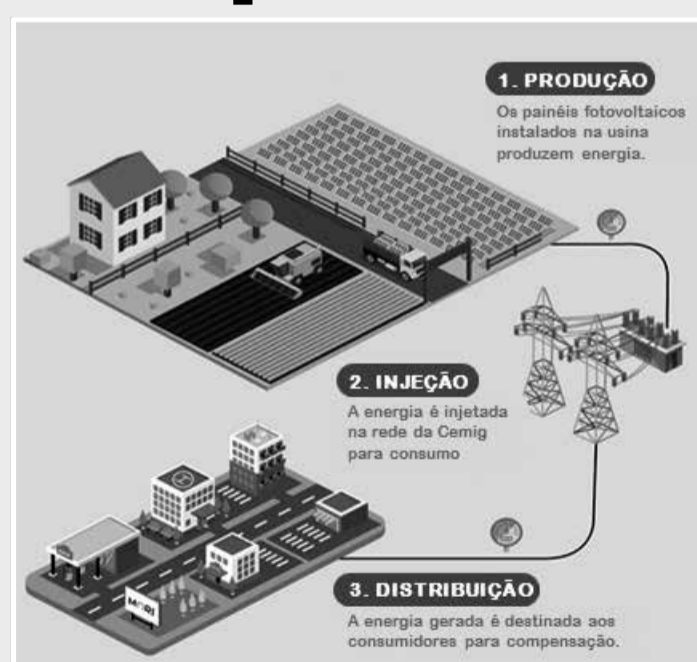 1. PRODUÇÃO
Os painéis fotovoltaicos
instalados na usina
produzem energia.
2. INJEÇÃO
A energia é injetada
na rede da Cemig
para consumo
3. DISTRIBUIÇÃO
A energia gerada é destinada aos
consumidores para compensação.